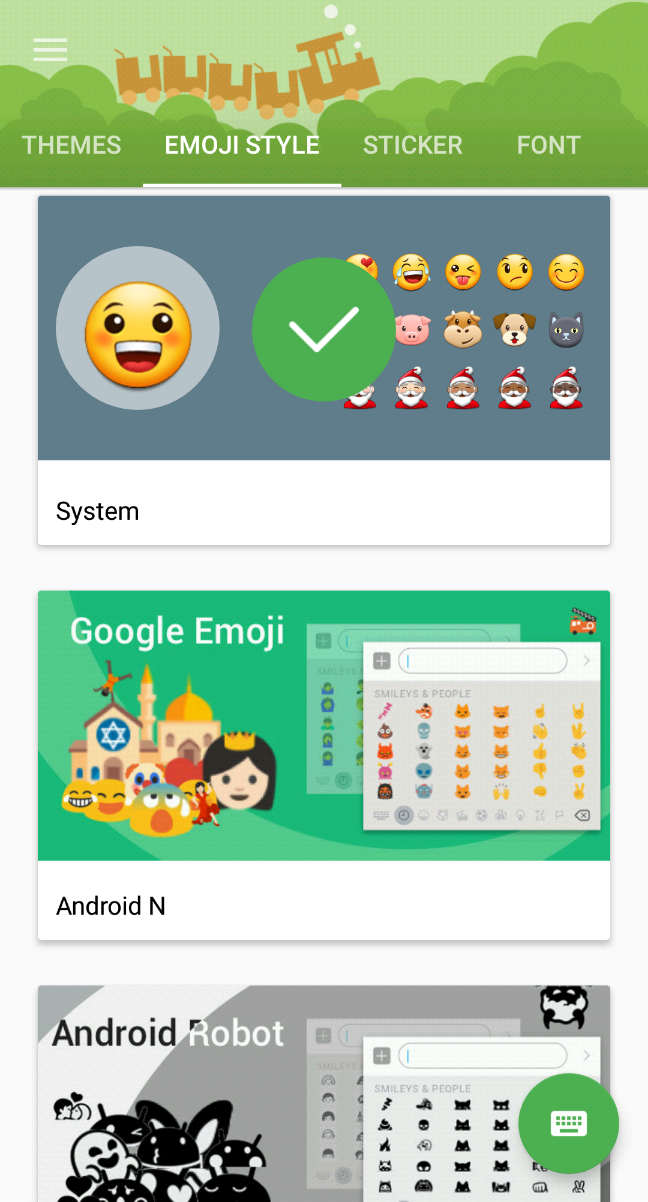 THEMES EMOJI STYLE STICKER FONT
System
Google Emoji
SMILEYS & PEOPLE
Android N
Android Robot
SMILEYS & PEOPLE